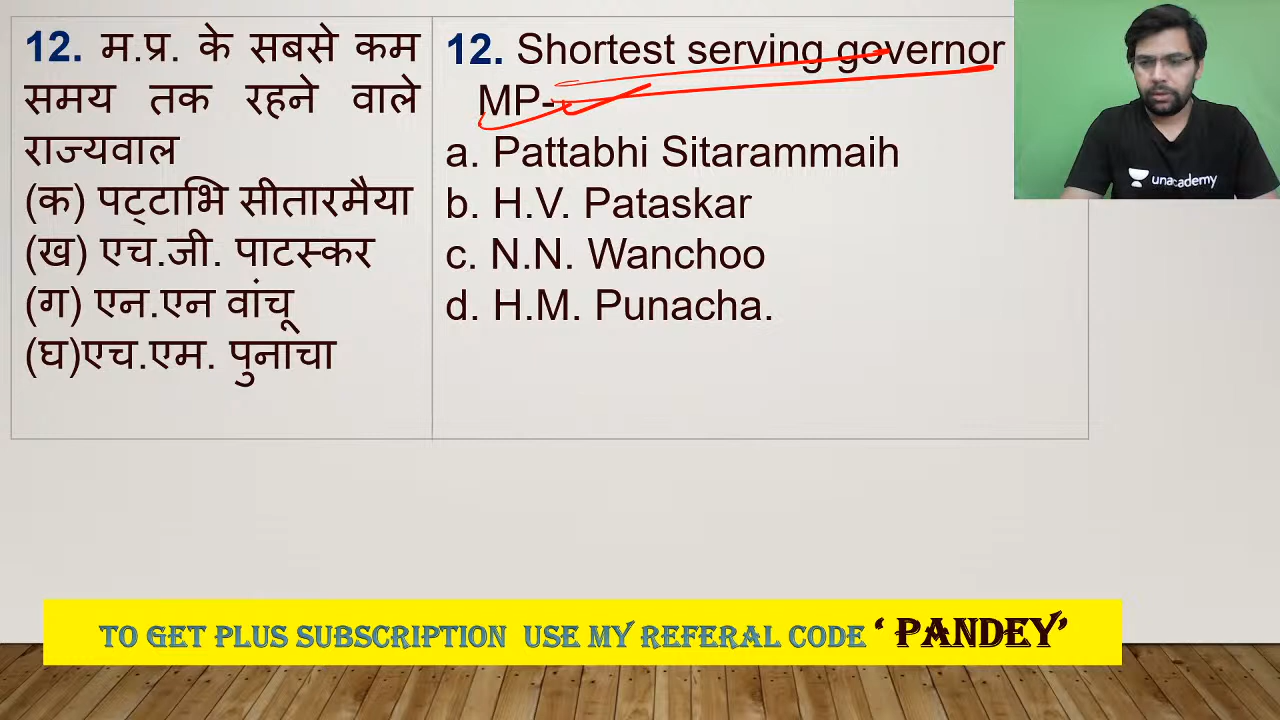 12. म.प्र. के सबसे कम
समय तक रहने वाले
राज्यवाल
(क) पट्टाभि सीतारमैया
(ख) एच.जी. पाटस्कर
(ग) एन.एन वांचू
(घ)एच.एम. पुनाचा
12. Shortest serving governor
MP-
a. Pattabhi Sitarammaih
b. H.V. Pataskar
c. N.N. Wanchoo
d. H.M. Punacha.
unacademy
TO GET PLUS SUBSCRIPTION USE MY REFERAL CODE ‘ PANDEY’